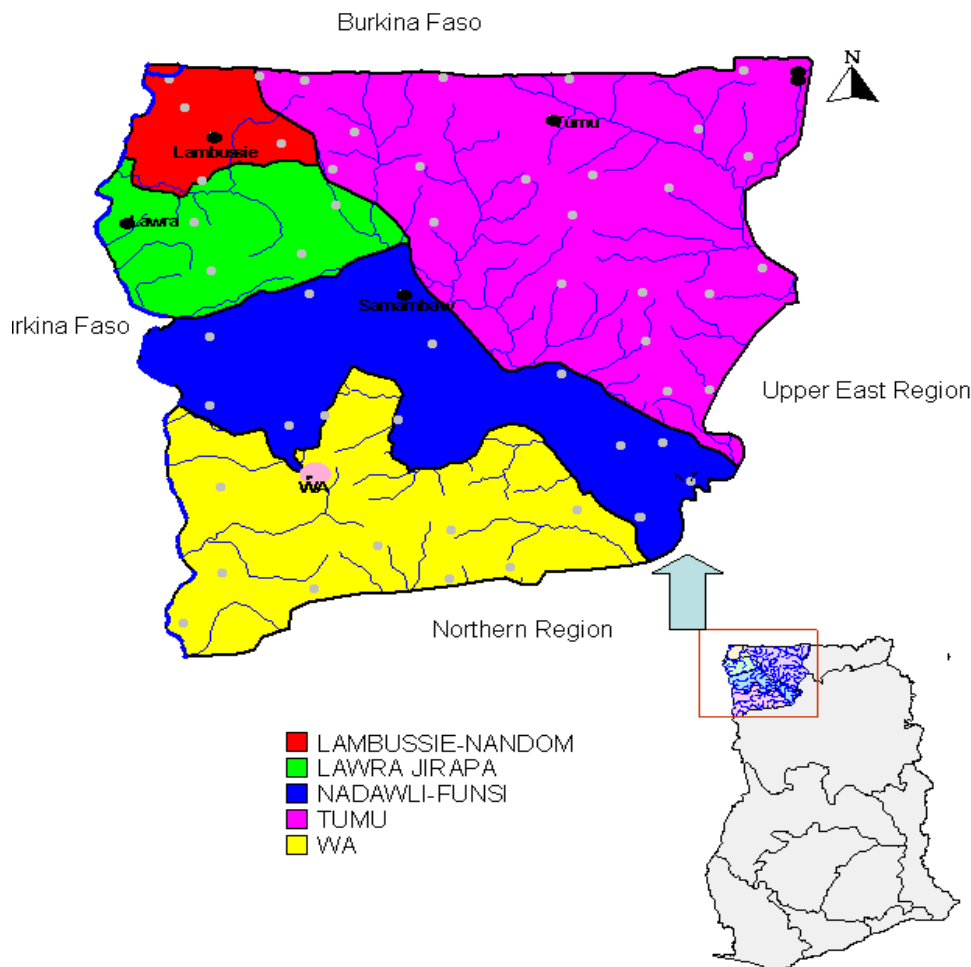 Burkina Faso
N
Tumu
Lambussie
Lawra
Samambaw
urkina Faso
Upper East Region
WA
Northern Region
LAMBUSSIE-NANDOM
LAWRA JIRAPA
NADAWLI-FUNSI
TUMU
WA